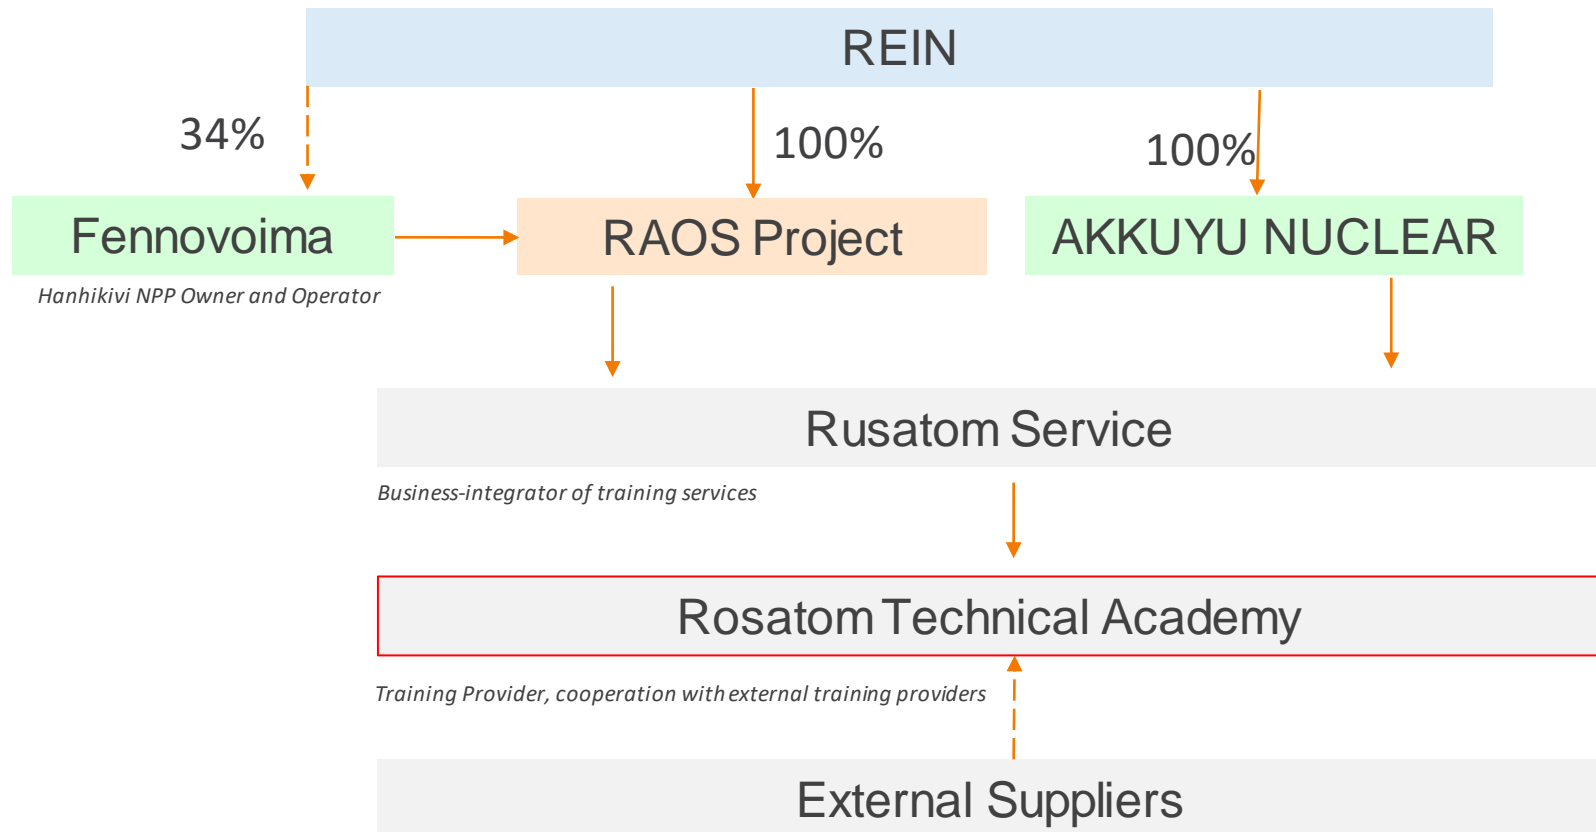 REIN
34%
100%
100%
Fennovoima
RAOS Project
AKKUYU NUCLEAR
Hanhikivi NPP Owner and Operator
Rusatom Service
Business-integrator of training services
Rosatom Technical Academy
Training Provider, cooperation with external training providers
External Suppliers